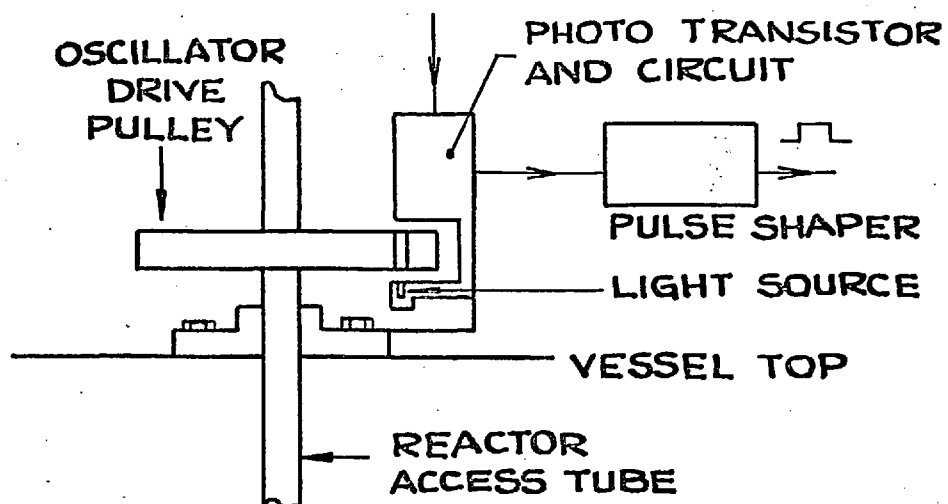 OSCILLATOR
DRIVE
PULLEY
PHOTO TRANSISTOR
AND CIRCUIT
PULSE SHAPER
LIGHT SOURCE
VESSEL TOP
REACTOR
ACCESS TUBE